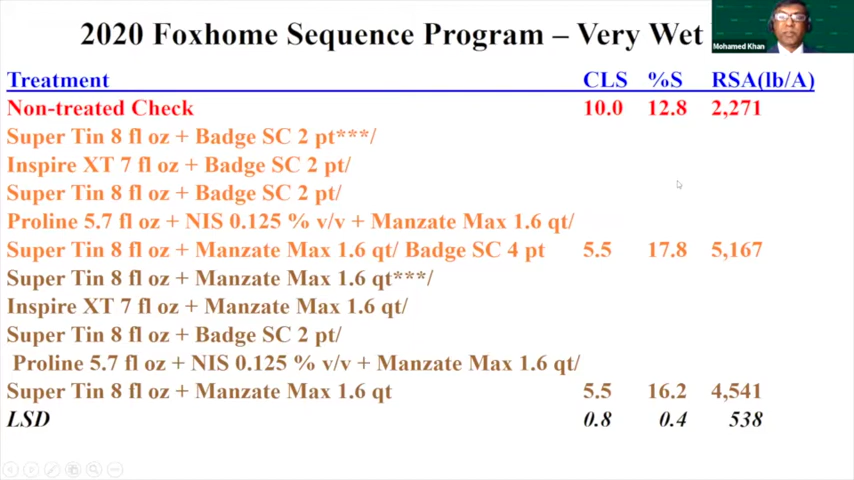 2020 Foxhome Sequence Program – Very Wet
Mohamed Khan
Treatment CLS %S RSA(lb/A)
Non-treated Check 10.0 12.8 2,271
Super Tin 8 fl oz + Badge SC 2 pt***/
Inspire XT 7 fl oz + Badge SC 2 pt/
Super Tin 8 fl oz + Badge SC 2 pt/
Proline 5.7 fl oz + NIS 0.125 % v/v + Manzate Max 1.6 qt/
Super Tin 8 fl oz + Manzate Max 1.6 qt/ Badge SC 4 pt 5.5 17.8 5,167
Super Tin 8 fl oz + Manzate Max 1.6 qt***/
Inspire XT 7 fl oz + Manzate Max 1.6 qt/
Super Tin 8 fl oz + Badge SC 2 pt/
Proline 5.7 fl oz + NIS 0.125 % v/v + Manzate Max 1.6 qt/
Super Tin 8 fl oz + Manzate Max 1.6 qt 5.5 16.2 4,541
LSD 0.8 0.4 538